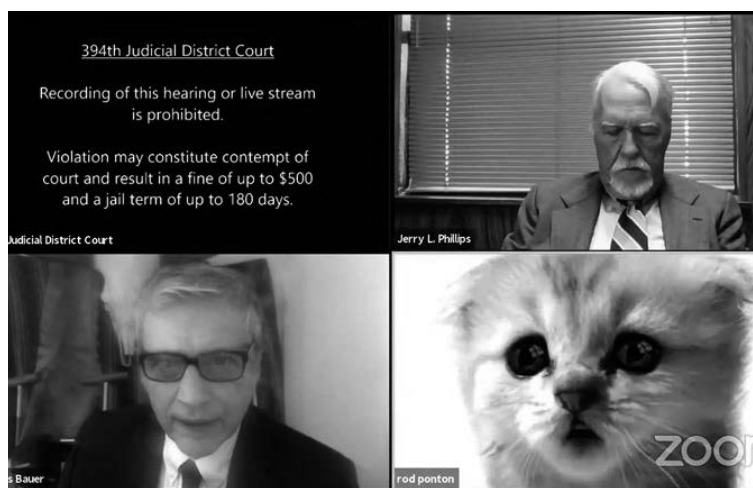 394th Judicial District Court
Recording of this hearing or live stream
is prohibited.
Violation may constitute contempt of
court and result in a fine of up to $500
and a jail term of up to 180 days.
Judicial District Court
Jerry L. Phillips
s Bauer
rod ponton
zoom